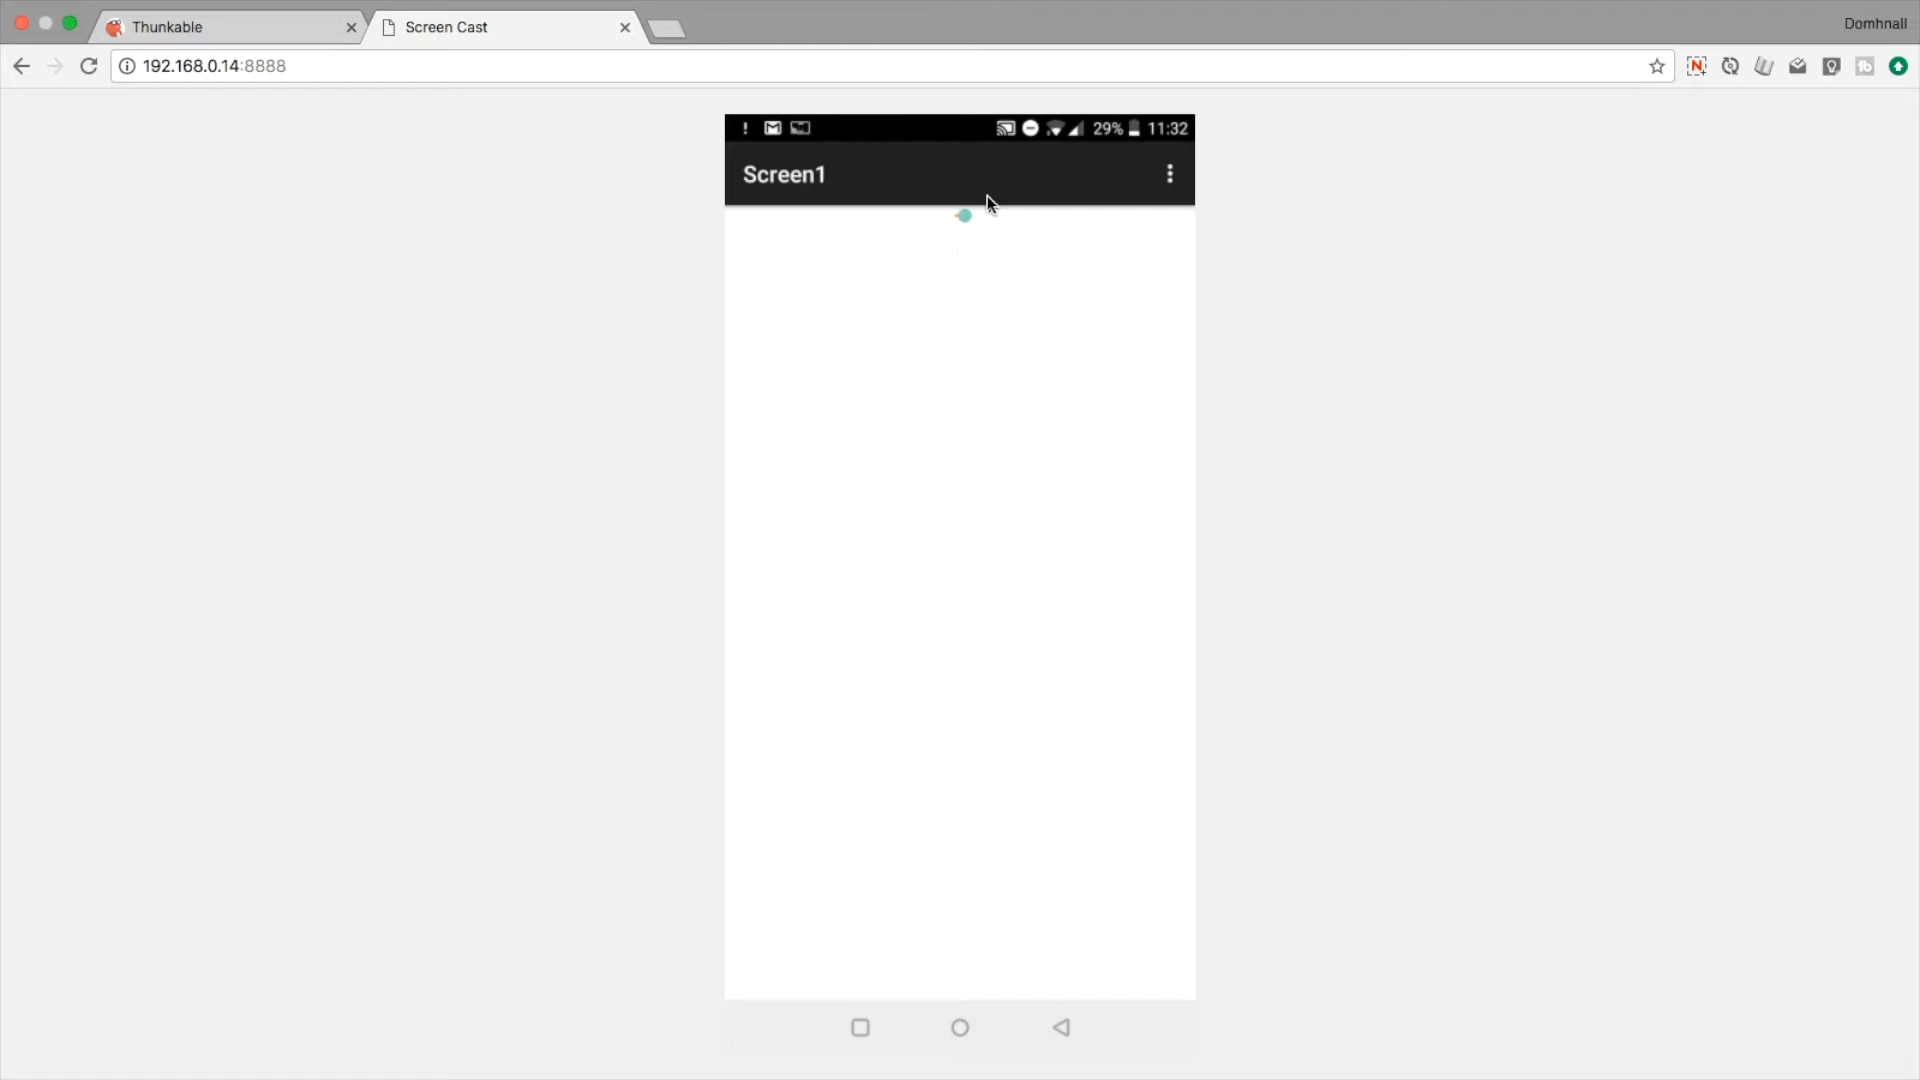 Thunkable
Screen Cast
Domhnall
192.168.0.14:8888
29% 11:32
Screen1